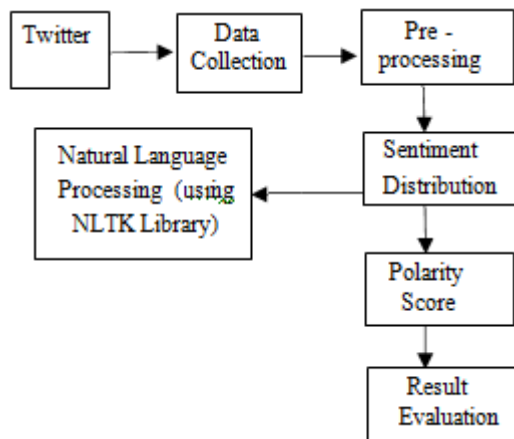 Twitter
Data
Collection
Pre -
processing
Natural Language
Processing (using
NLTK Library)
Sentiment
Distribution
Polarity
Score
Result
Evaluation